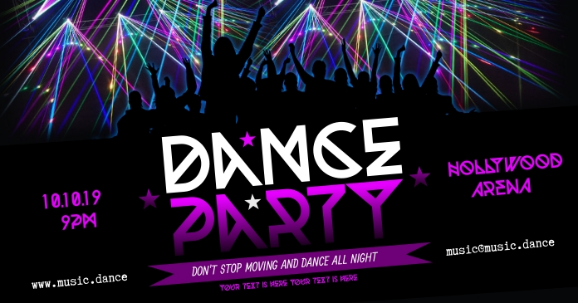 DANCE
PARTY
10.10.19
9PM
HOLLYWOOD
ARENA
DON'T STOP MOVING AND DANCE ALL NIGHT
YOUR TEXT IS HERE YOUR TEXT IS HERE
www.music.dance
music@music.dance